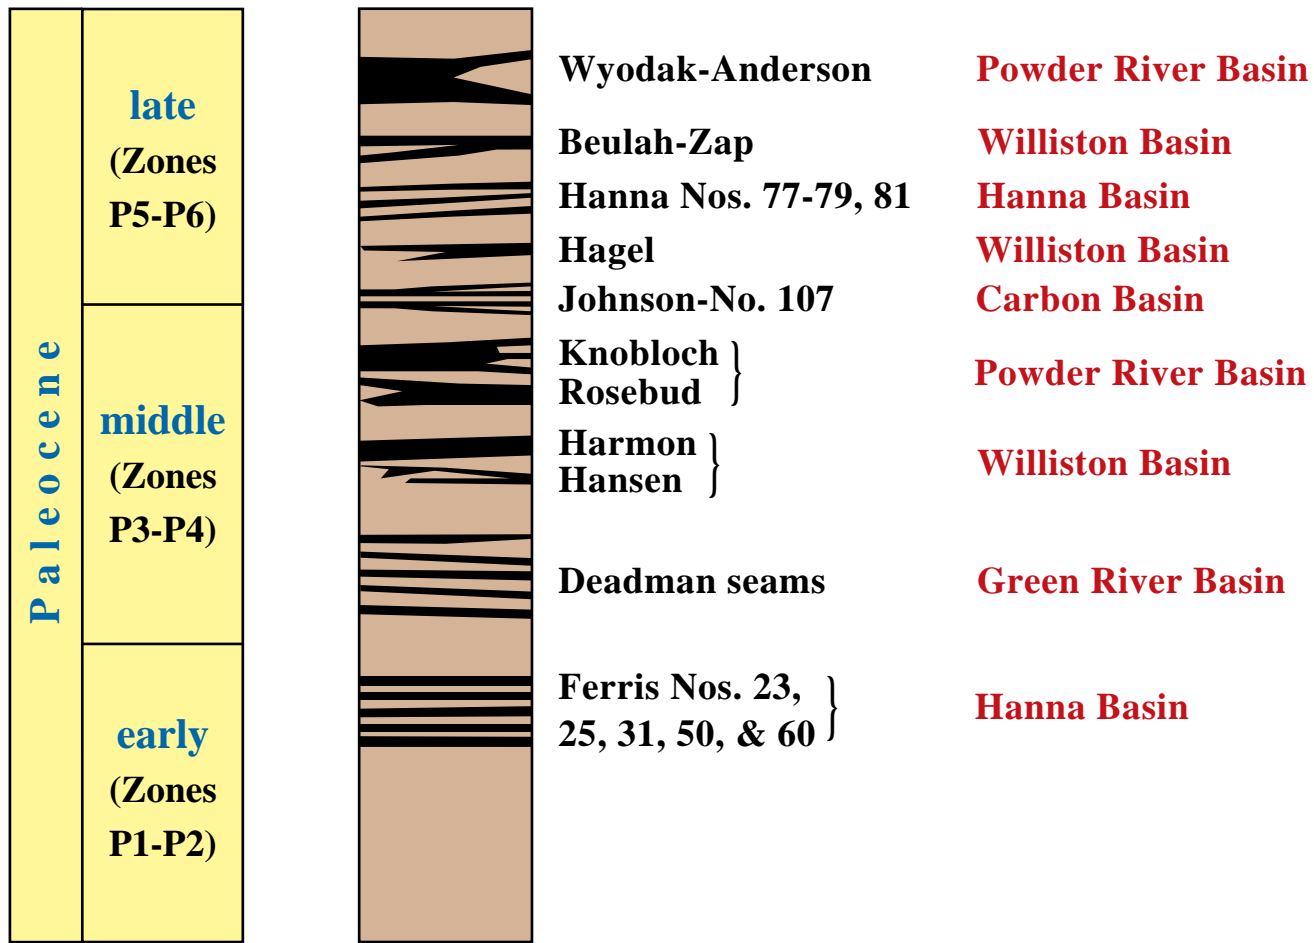 Paleocene
late
(Zones
P5-P6)
middle
(Zones
P3-P4)
early
(Zones
P1-P2)
Wyodak-Anderson Powder River Basin
Beulah-Zap Williston Basin
Hanna Nos. 77-79, 81 Hanna Basin
Hagel Williston Basin
Johnson-No. 107 Carbon Basin
Knobloch
Rosebud
} Powder River Basin
Harmon
Hansen
} Williston Basin
Deadman seams Green River Basin
Ferris Nos. 23,
25, 31, 50, & 60
} Hanna Basin